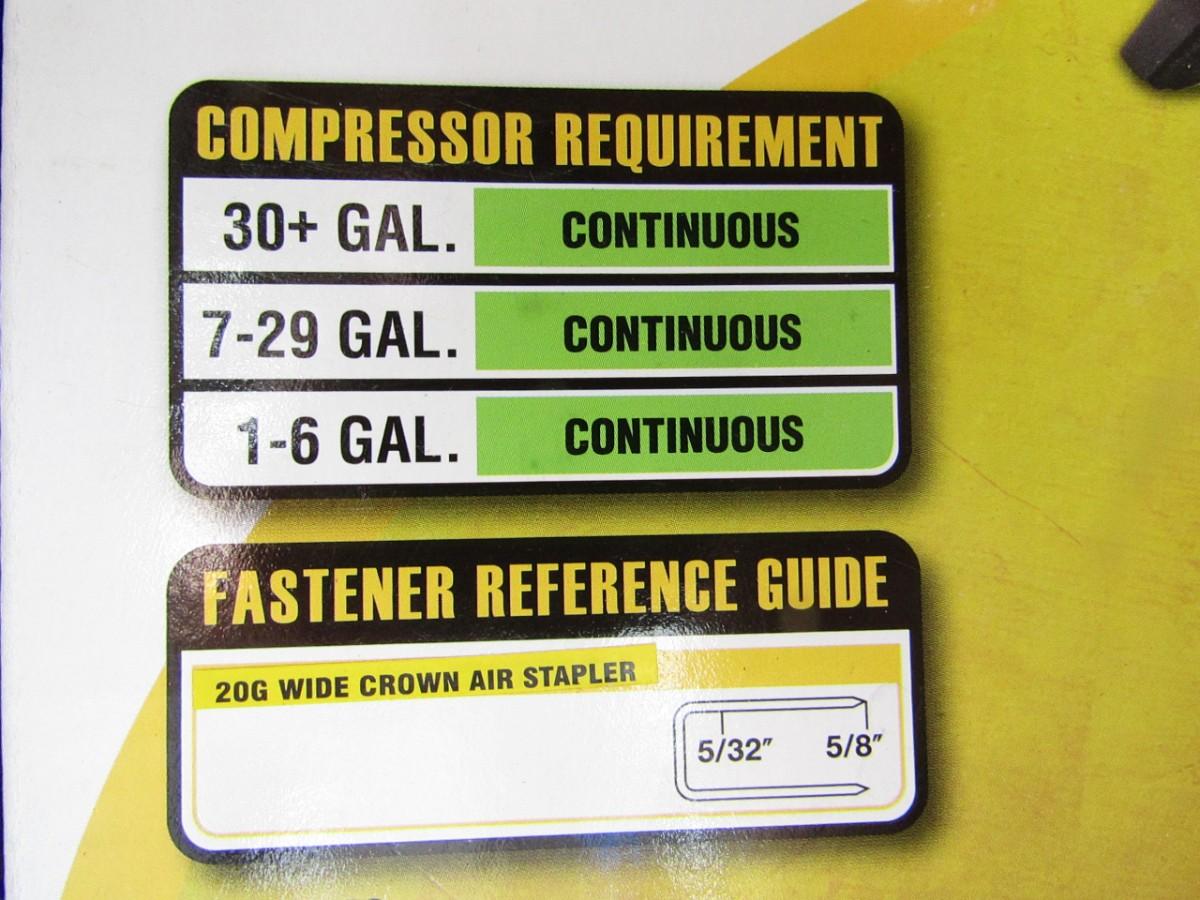 COMPRESSOR REQUIREMENT
30+ GAL. CONTINUOUS
7-29 GAL. CONTINUOUS
1-6 GAL. CONTINUOUS
FASTENER REFERENCE GUIDE
20G WIDE CROWN AIR STAPLER
5/32" 5/8"